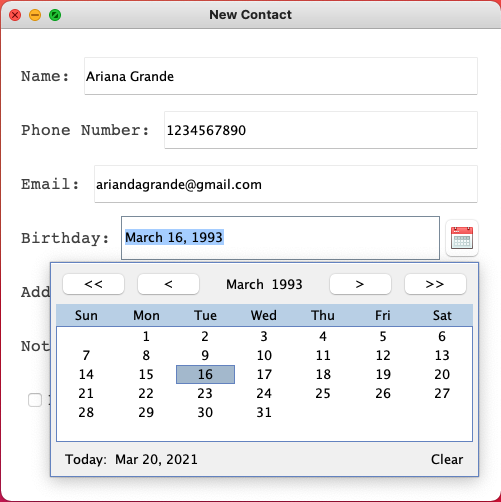 New Contact
Name: Ariana Grande
Phone Number: 1234567890
Email: ariandagrande@gmail.com
Birthday: March 16, 1993
<< < March 1993 > >>
Sun Mon Tue Wed Thu Fri Sat
1 2 3 4 5 6
7 8 9 10 11 12 13
14 15 16 17 18 19 20
21 22 23 24 25 26 27
28 29 30 31
Today: Mar 20, 2021 Clear